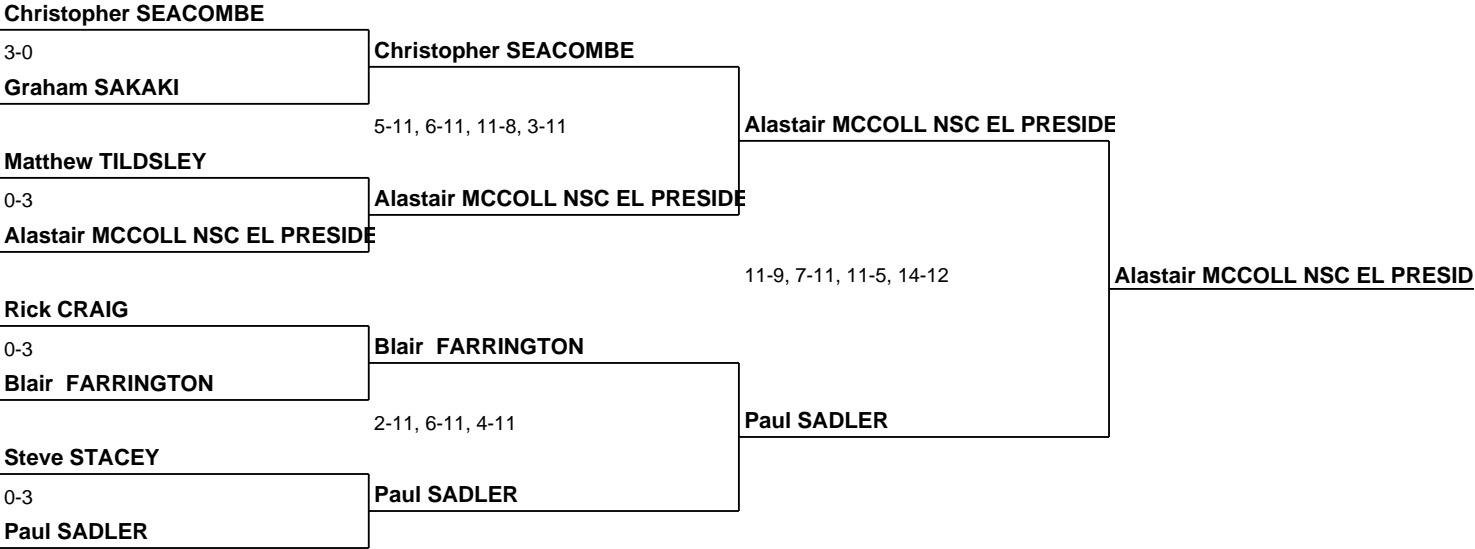 Christopher SEACOMBE
3-0
Christopher SEACOMBE
Graham SAKAKI
5-11, 6-11, 11-8, 3-11
Alastair MCCOLL NSC EL PRESIDE
Matthew TILDSLEY
0-3
Alastair MCCOLL NSC EL PRESIDE
Alastair MCCOLL NSC EL PRESIDE
11-9, 7-11, 11-5, 14-12
Alastair MCCOLL NSC EL PRESID
Rick CRAIG
0-3
Blair FARRINGTON
Blair FARRINGTON
2-11, 6-11, 4-11
Paul SADLER
Steve STACEY
0-3
Paul SADLER
Paul SADLER